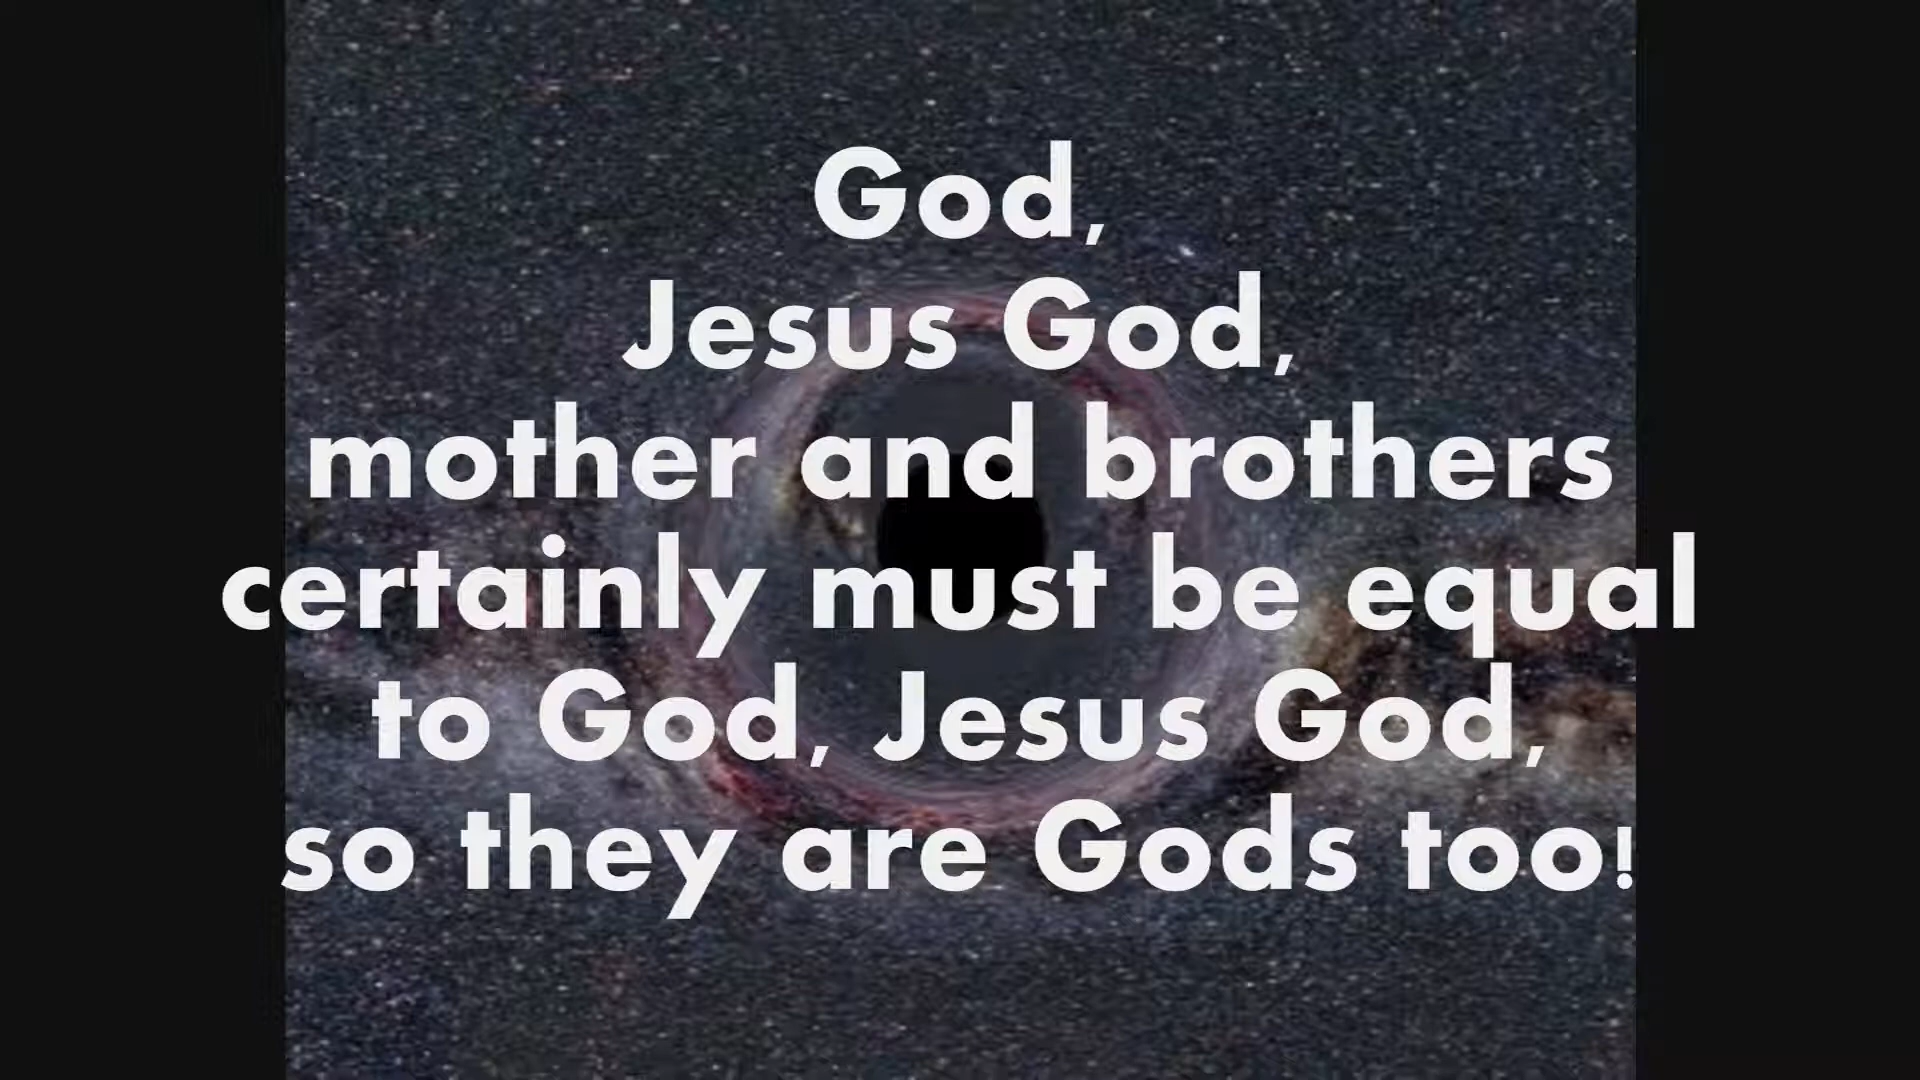 God,
Jesus God,
mother and brothers
certainly must be equal
to God, Jesus God,
so they are Gods too!